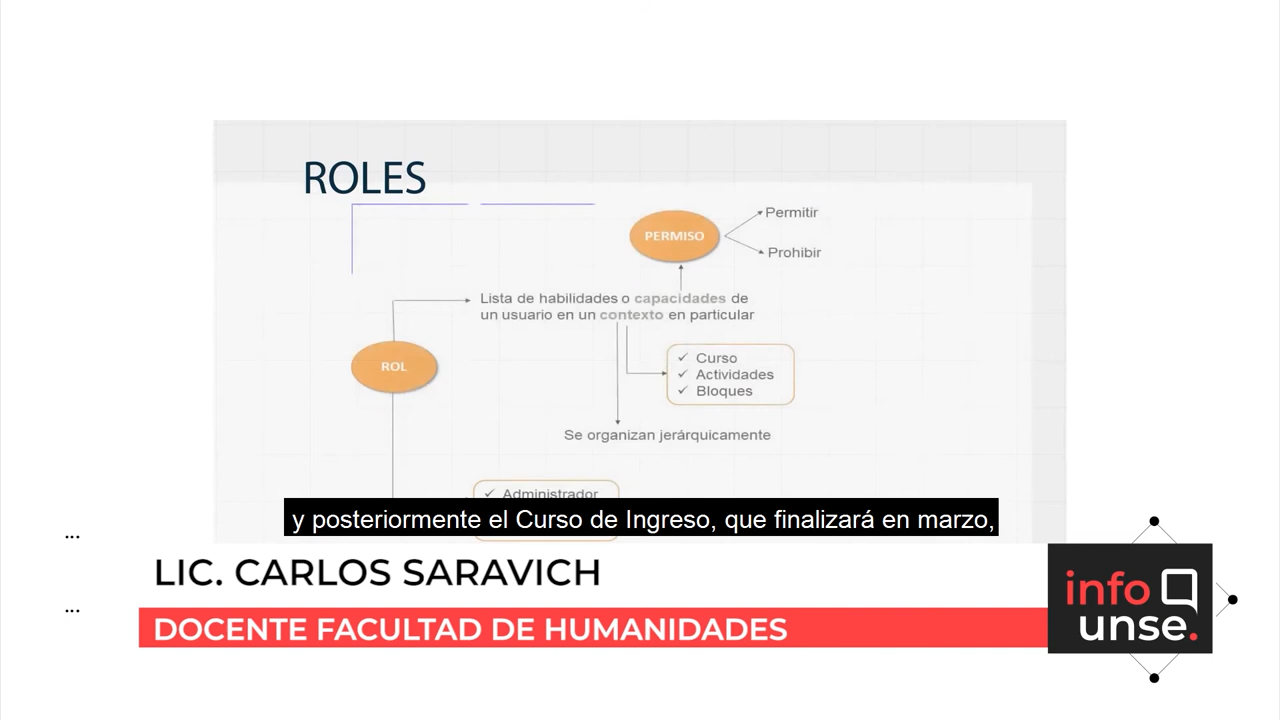 ROLES
PERMISO
Permitir
Prohibir
Lista de habilidades o capacidades de
un usuario en un contexto en particular
ROL
✓ Curso
✓ Actividades
✓ Bloques
Se organizan jerárquicamente
✓ Administrador
y posteriormente el Curso de Ingreso, que finalizará en marzo,
...
LIC. CARLOS SARAVICH
...
DOCENTE FACULTAD DE HUMANIDADES
info
unse.